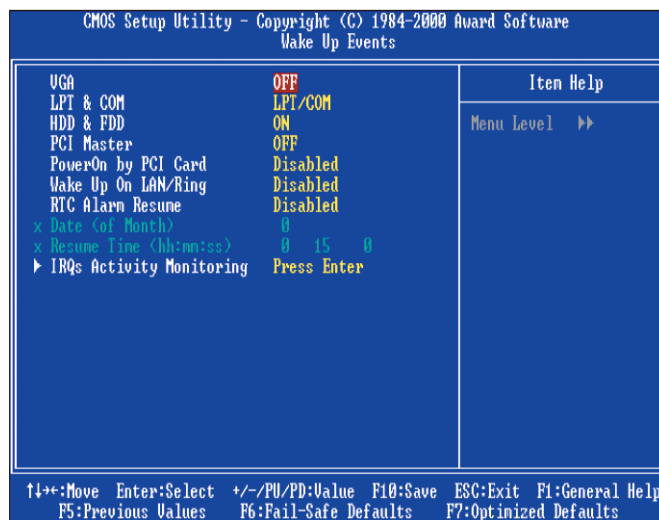 CMOS Setup Utility - Copyright (C) 1984-2000 Award Software
Wake Up Events
VGA OFF
LPT & COM LPT/COM
HDD & FDD ON
PCI Master OFF
PowerOn by PCI Card Disabled
Wake Up On LAN/Ring Disabled
RTC Alarm Resume Disabled
x Date (of Month) 0
x Resume Time (hh:mm:ss) 0 15 0
▶ IRQs Activity Monitoring Press Enter
Item Help
Menu Level ▶▶
↑↓→←:Move Enter:Select +/-/PU/PD:Value F10:Save ESC:Exit F1:General Help
F5:Previous Values F6:Fail-Safe Defaults F7:Optimized Defaults